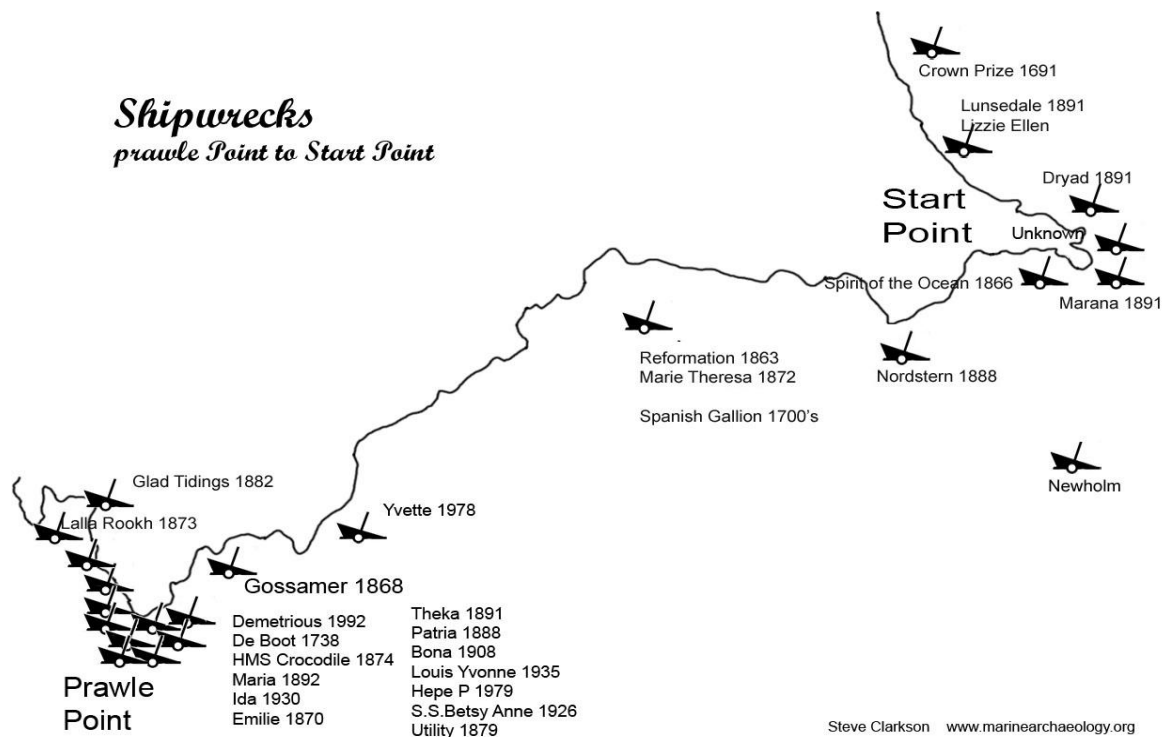 Shipwrecks
prawle Point to Start Point
Crown Prize 1691
Lunsedale 1891
Lizzie Ellen
Dryad 1891
Start
Point
Unknown
Spirit of the Ocean 1866
Marana 1891
Reformation 1863
Marie Theresa 1872
Spanish Gallion 1700's
Nordstern 1888
Newholm
Glad Tidings 1882
Lalla Rookh 1873
Yvette 1978
Gossamer 1868
Demetrious 1992
De Boot 1738
HMS Crocodile 1874
Maria 1892
Ida 1930
Emilie 1870
Theka 1891
Patria 1888
Bona 1908
Louis Yvonne 1935
Hepe P 1979
S.S.Betsy Anne 1926
Utility 1879
Prawle
Point
Steve Clarkson www.marinearchaeology.org